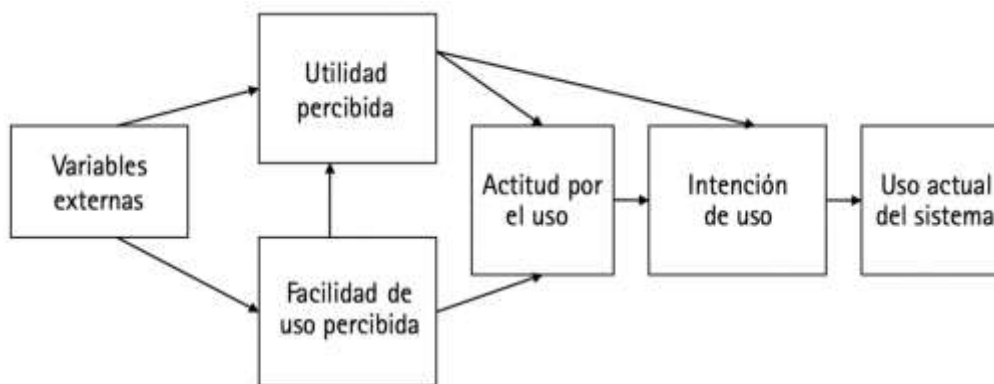 Utilidad
percibida
Variables
externas
Actitud por
el uso
Intención
de uso
Uso actual
del sistema
Facilidad de
uso percibida